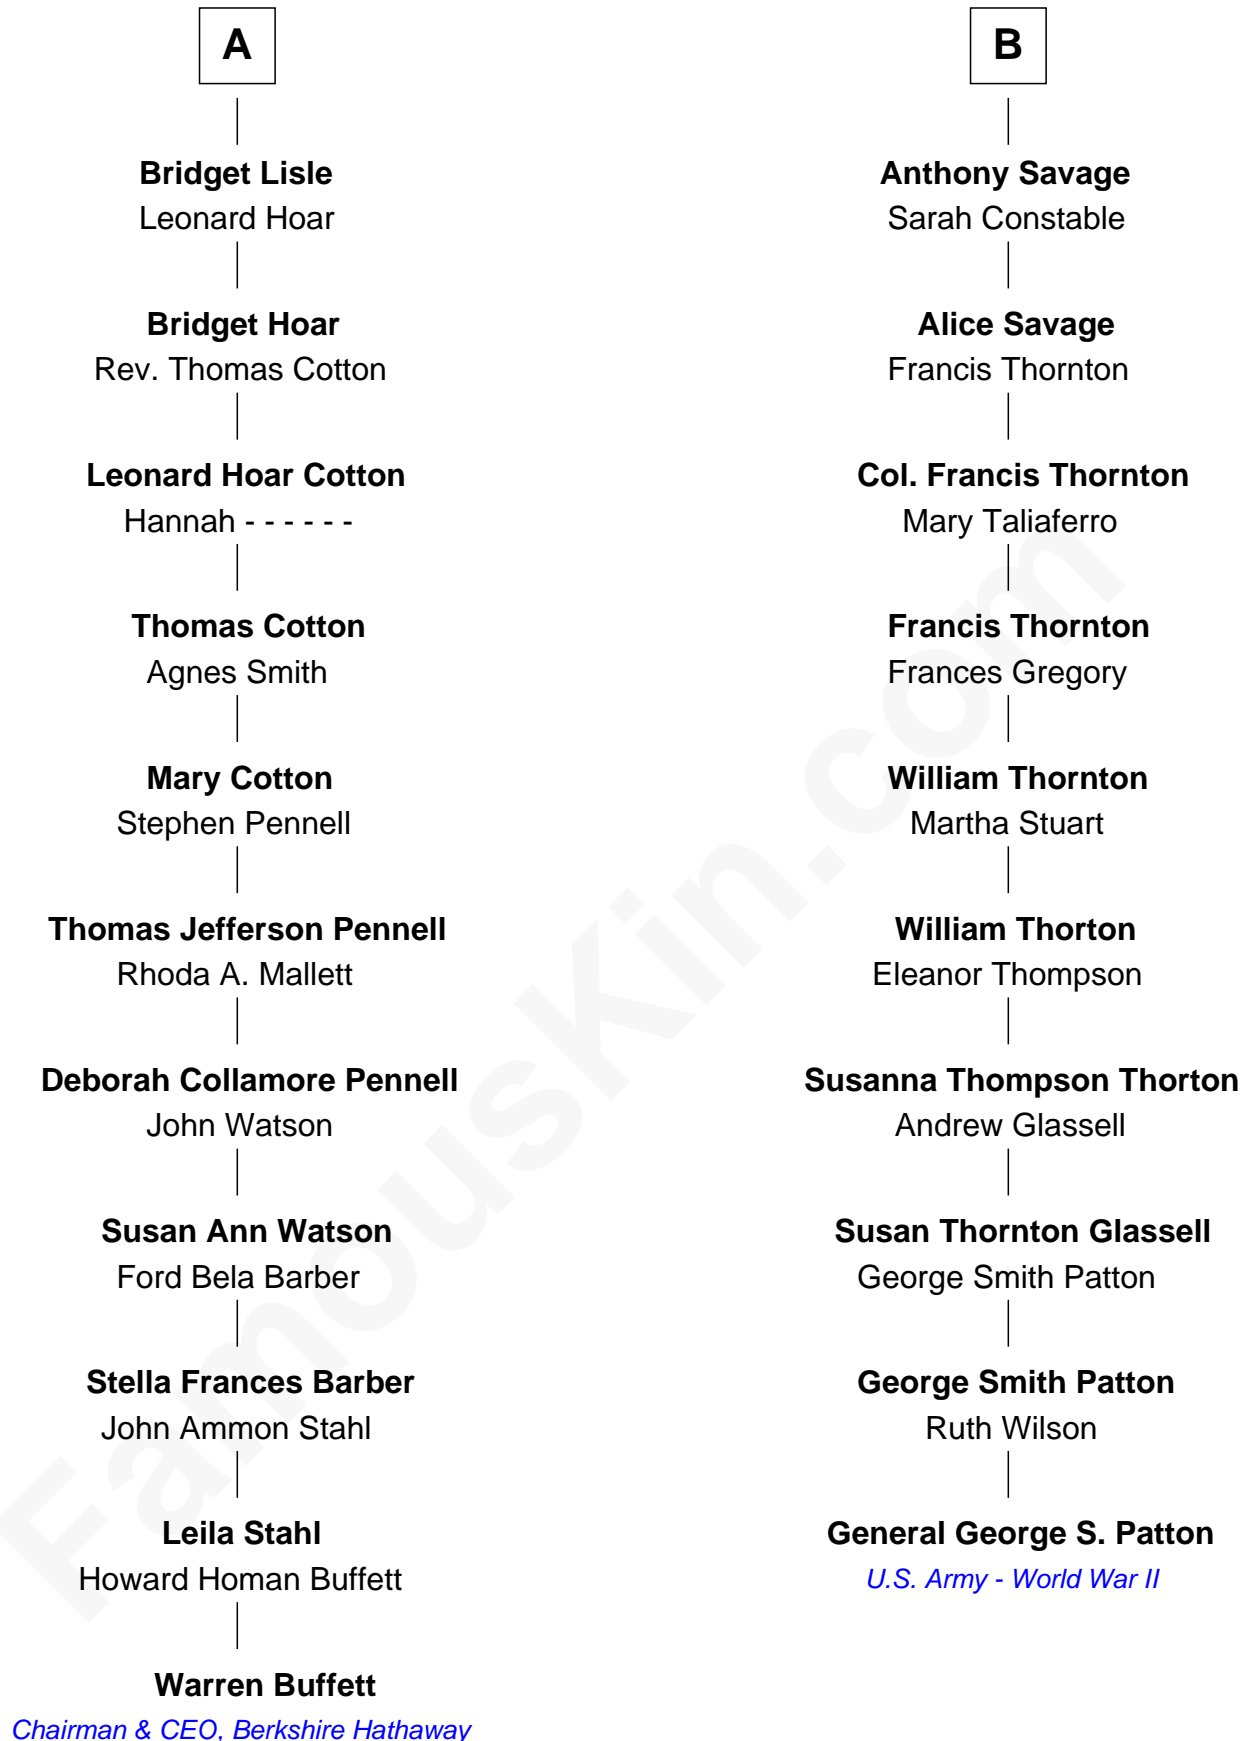 A
Bridget Lisle
Leonard Hoar
Bridget Hoar
Rev. Thomas Cotton
Leonard Hoar Cotton
Hannah - - - - - -
Thomas Cotton
Agnes Smith
Mary Cotton
Stephen Pennell
Thomas Jefferson Pennell
Rhoda A. Mallett
Deborah Collamore Pennell
John Watson
Susan Ann Watson
Ford Bela Barber
Stella Frances Barber
John Ammon Stahl
Leila Stahl
Howard Homan Buffett
Warren Buffett
Chairman & CEO, Berkshire Hathaway
B
Anthony Savage
Sarah Constable
Alice Savage
Francis Thornton
Col. Francis Thornton
Mary Taliaferro
Francis Thornton
Frances Gregory
William Thornton
Martha Stuart
William Thorton
Eleanor Thompson
Susanna Thompson Thorton
Andrew Glassell
Susan Thornton Glassell
George Smith Patton
George Smith Patton
Ruth Wilson
General George S. Patton
U.S. Army - World War II
FamousKin.com